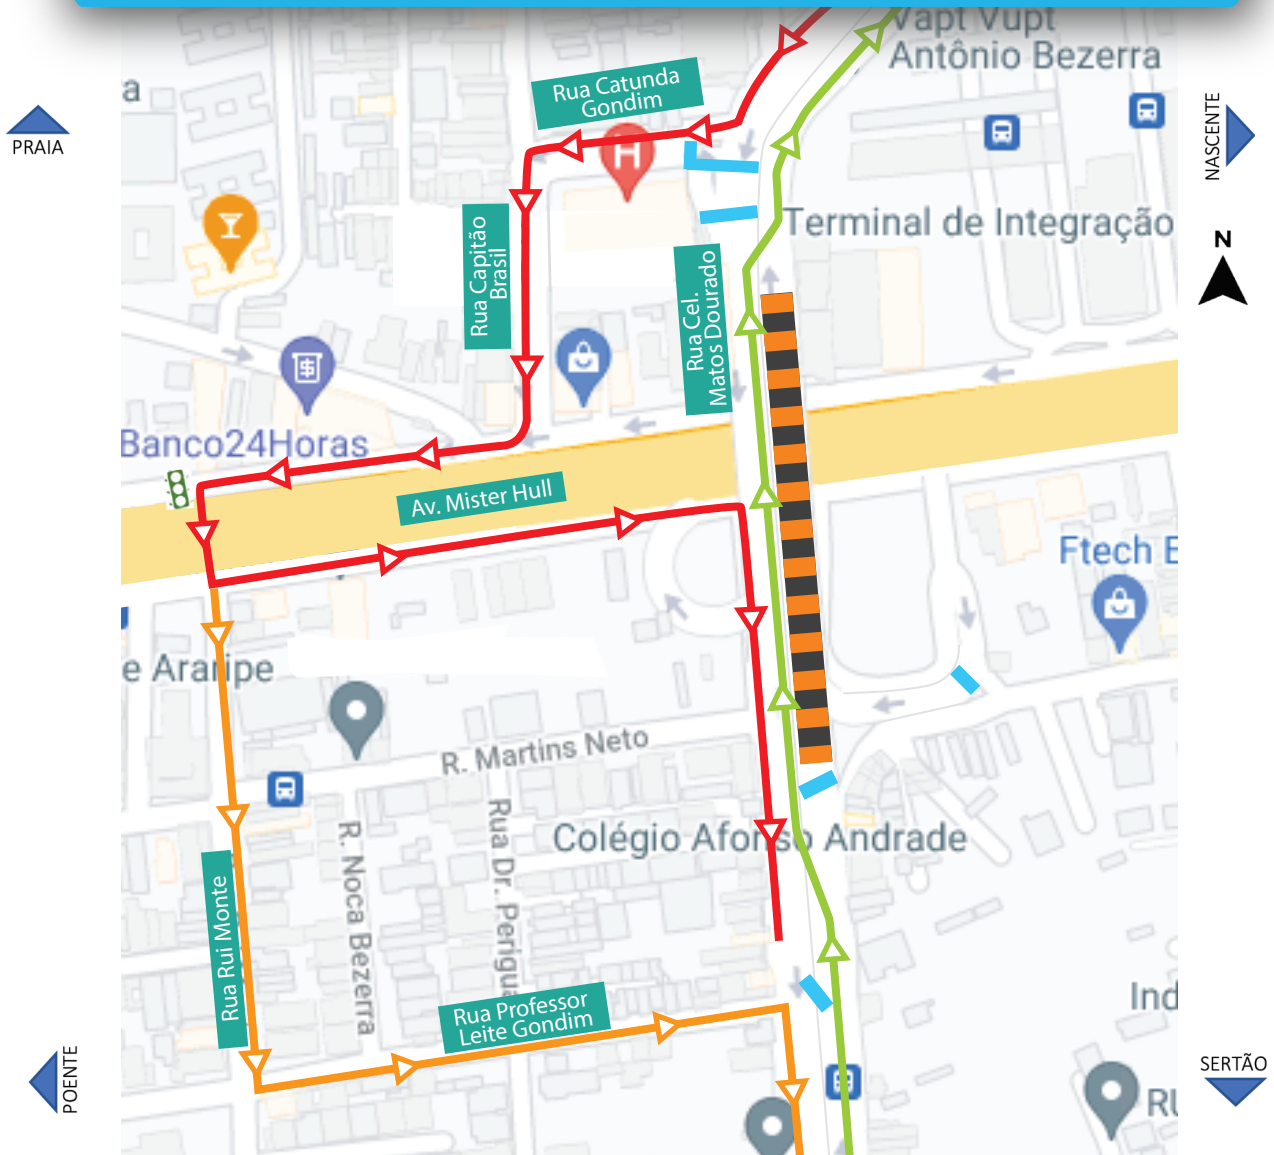 Vapt Vupt
Antônio Bezerra
a
PRAIA
NASCENTE
Rua Catunda
Gondim
H
Terminal de Integração
N
Rua Capitão
Brasil
Rua Cel.
Matos Dourado
$
Banco24Horas
Av. Mister Hull
Ftech E
e Araripe
R. Martins Neto
Colégio Afonso Andrade
R. Noca Bezerra
Rua Dr. Perigua
Rua Rui Monte
Rua Professor
Leite Gondim
Ind
POENTE
SERTÃO
RU